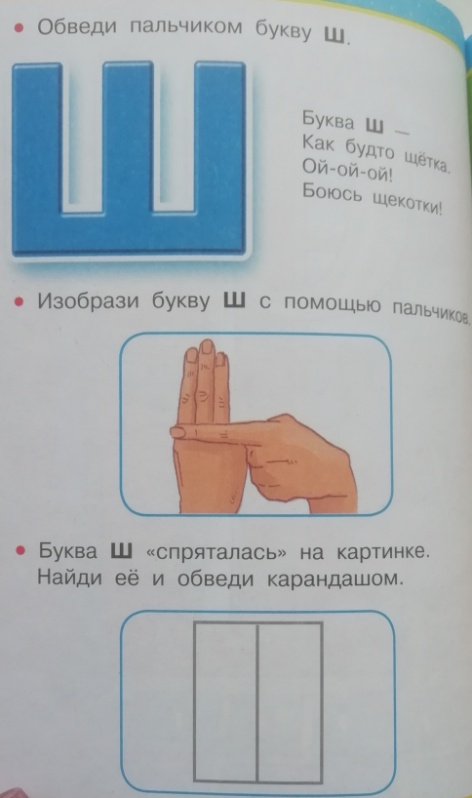 Обведи пальчиком букву Ш.
Ш
Буква Ш —
Как будто щётка.
Ой-ой-ой!
Боюсь щекотки!
Изобрази букву Ш с помощью пальчиков.
Буква Ш «спряталась» на картинке.
Найди её и обведи карандашом.